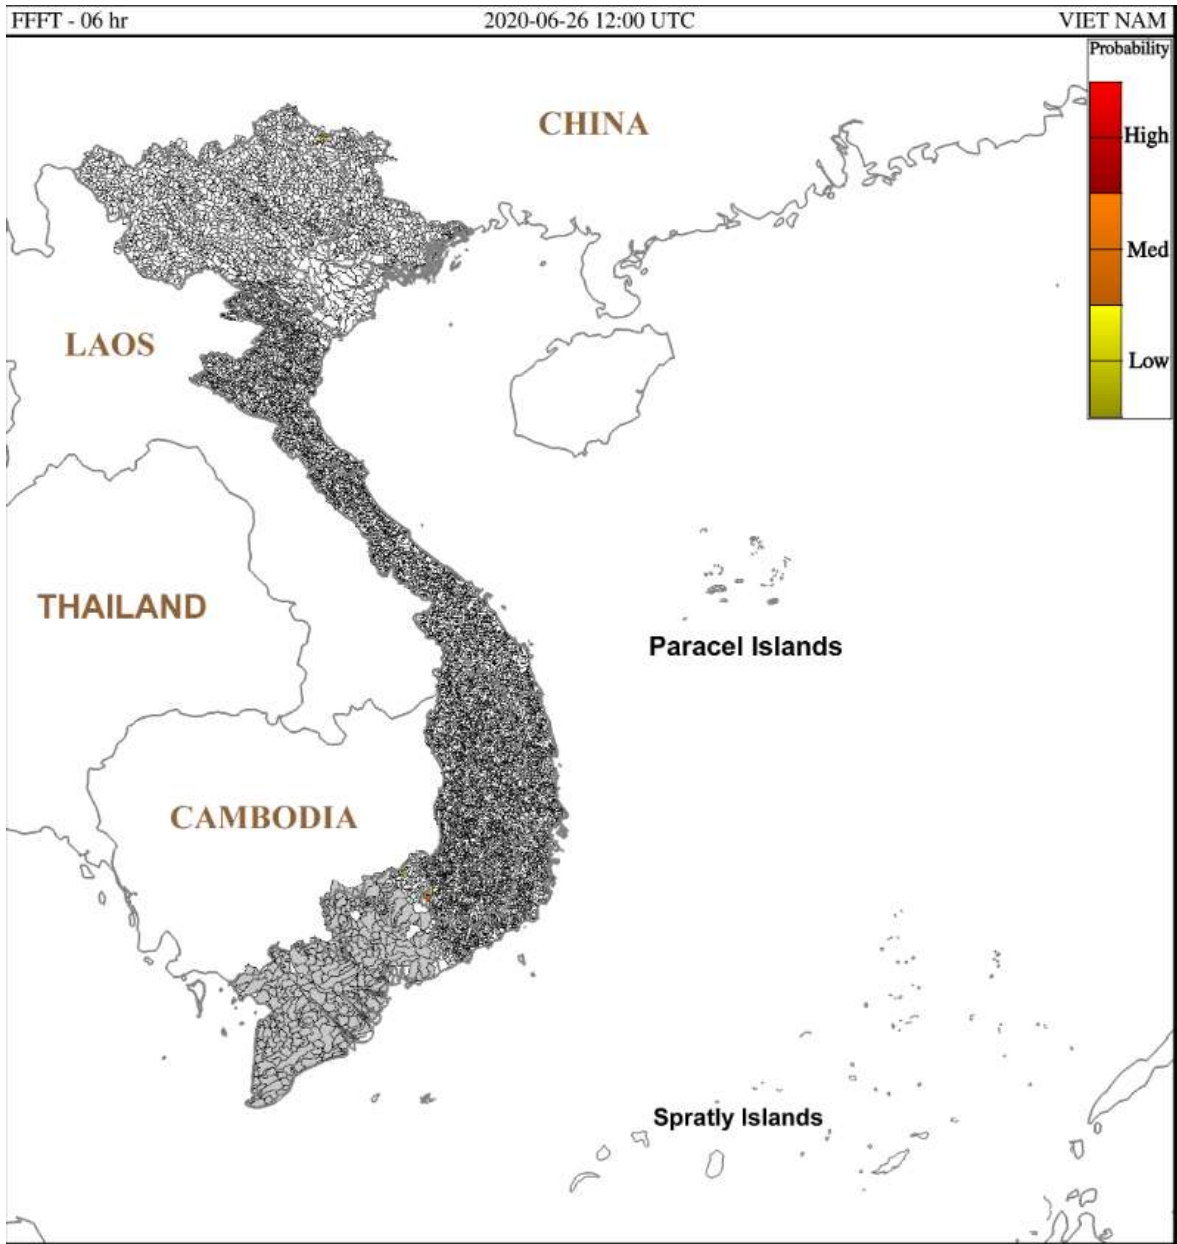 FFFT - 06 hr 2020-06-26 12:00 UTC VIET NAM
Probability
CHINA
High
Med
LAOS
Low
THAILAND
Paracel Islands
CAMBODIA
Spratly Islands